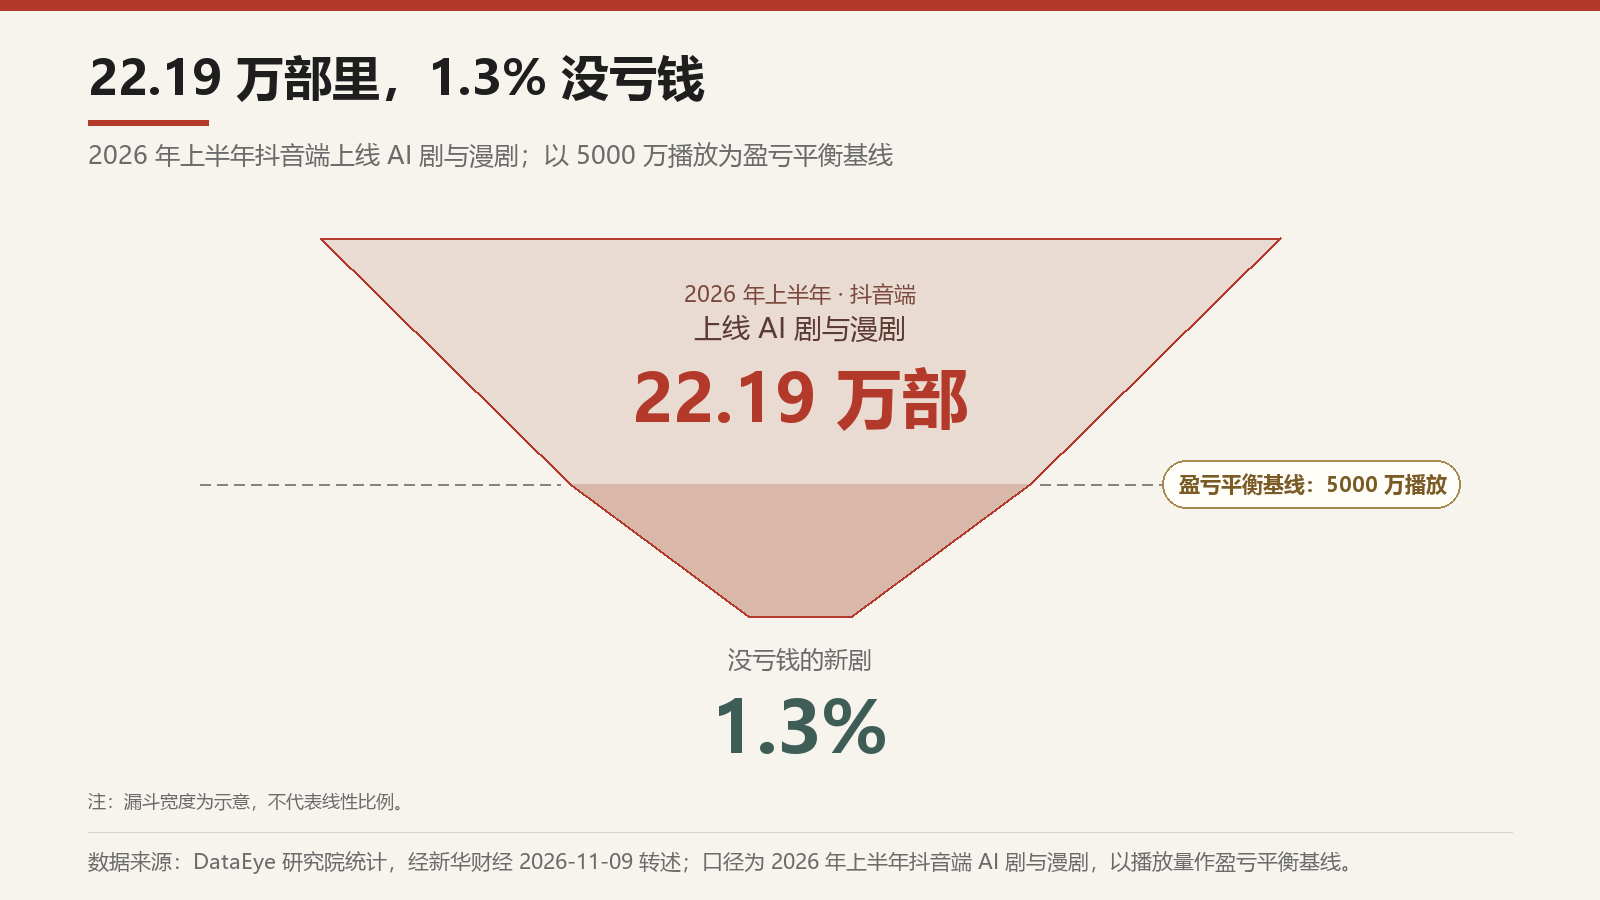 22.19 万部里，1.3% 没亏钱
2026 年上半年抖音端上线 AI 剧与漫剧；以 5000 万播放为盈亏平衡基线
2026 年上半年 · 抖音端
上线 AI 剧与漫剧
22.19 万部
盈亏平衡基线：5000 万播放
没亏钱的新剧
1.3%
注：漏斗宽度为示意，不代表线性比例。
数据来源：DataEye 研究院统计，经新华财经 2026-11-09 转述；口径为 2026 年上半年抖音端 AI 剧与漫剧，以播放量作盈亏平衡基线。